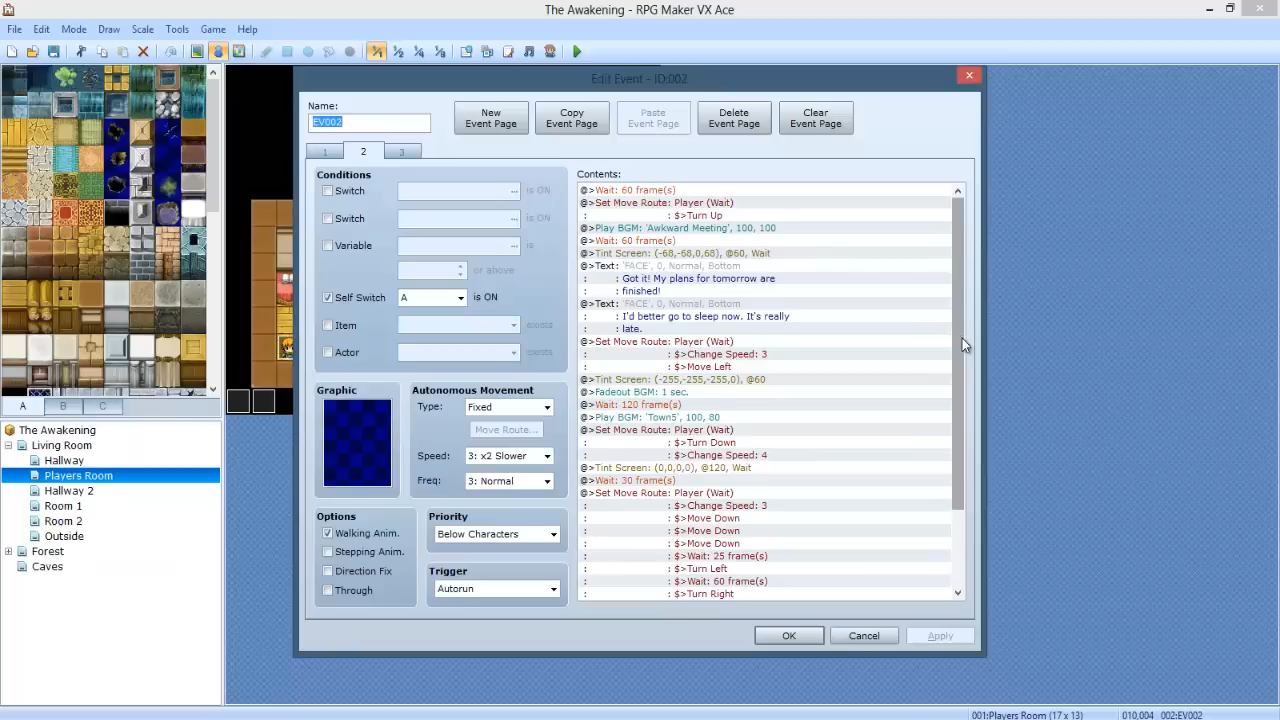 The Awakening - RPG Maker VX Ace
File Edit Mode Draw Scale Tools Game Help
Edit Event - ID:002
Name:
EV002
New Event Page
Copy Event Page
Paste Event Page
Delete Event Page
Clear Event Page
1 2 3
Conditions
Switch ... is ON
Switch ... is ON
Variable ... is
or above
Self Switch A is ON
Item exists
Actor exists
Graphic
Autonomous Movement
Type: Fixed
Move Route...
Speed: 3: x2 Slower
Freq: 3: Normal
Options
Walking Anim.
Stepping Anim.
Direction Fix
Through
Priority
Below Characters
Trigger
Autorun
Contents:
@>Wait: 60 frame(s)
@>Set Move Route: Player (Wait)
: : $>Turn Up
@>Play BGM: 'Awkward Meeting', 100, 100
@>Wait: 60 frame(s)
@>Tint Screen: (-68,-68,0,68), @60, Wait
@>Text: 'FACE', 0, Normal, Bottom
: : Got it! My plans for tomorrow are
: : finished!
@>Text: 'FACE', 0, Normal, Bottom
: : I'd better go to sleep now. It's really
: : late.
@>Set Move Route: Player (Wait)
: : $>Change Speed: 3
: : $>Move Left
@>Tint Screen: (-255,-255,-255,0), @60
@>Fadeout BGM: 1 sec.
@>Wait: 120 frame(s)
@>Play BGM: 'Town5', 100, 80
@>Set Move Route: Player (Wait)
: : $>Turn Down
: : $>Change Speed: 4
@>Tint Screen: (0,0,0,0), @120, Wait
@>Wait: 30 frame(s)
@>Set Move Route: Player (Wait)
: : $>Change Speed: 3
: : $>Move Down
: : $>Move Down
: : $>Move Down
: : $>Wait: 25 frame(s)
: : $>Turn Left
: : $>Wait: 60 frame(s)
: : $>Turn Right
OK Cancel Apply
A B C
The Awakening
Living Room
Hallway
Players Room
Hallway 2
Room 1
Room 2
Outside
Forest
Caves
001:Players Room (17 x 13) 010,004 002:EV002